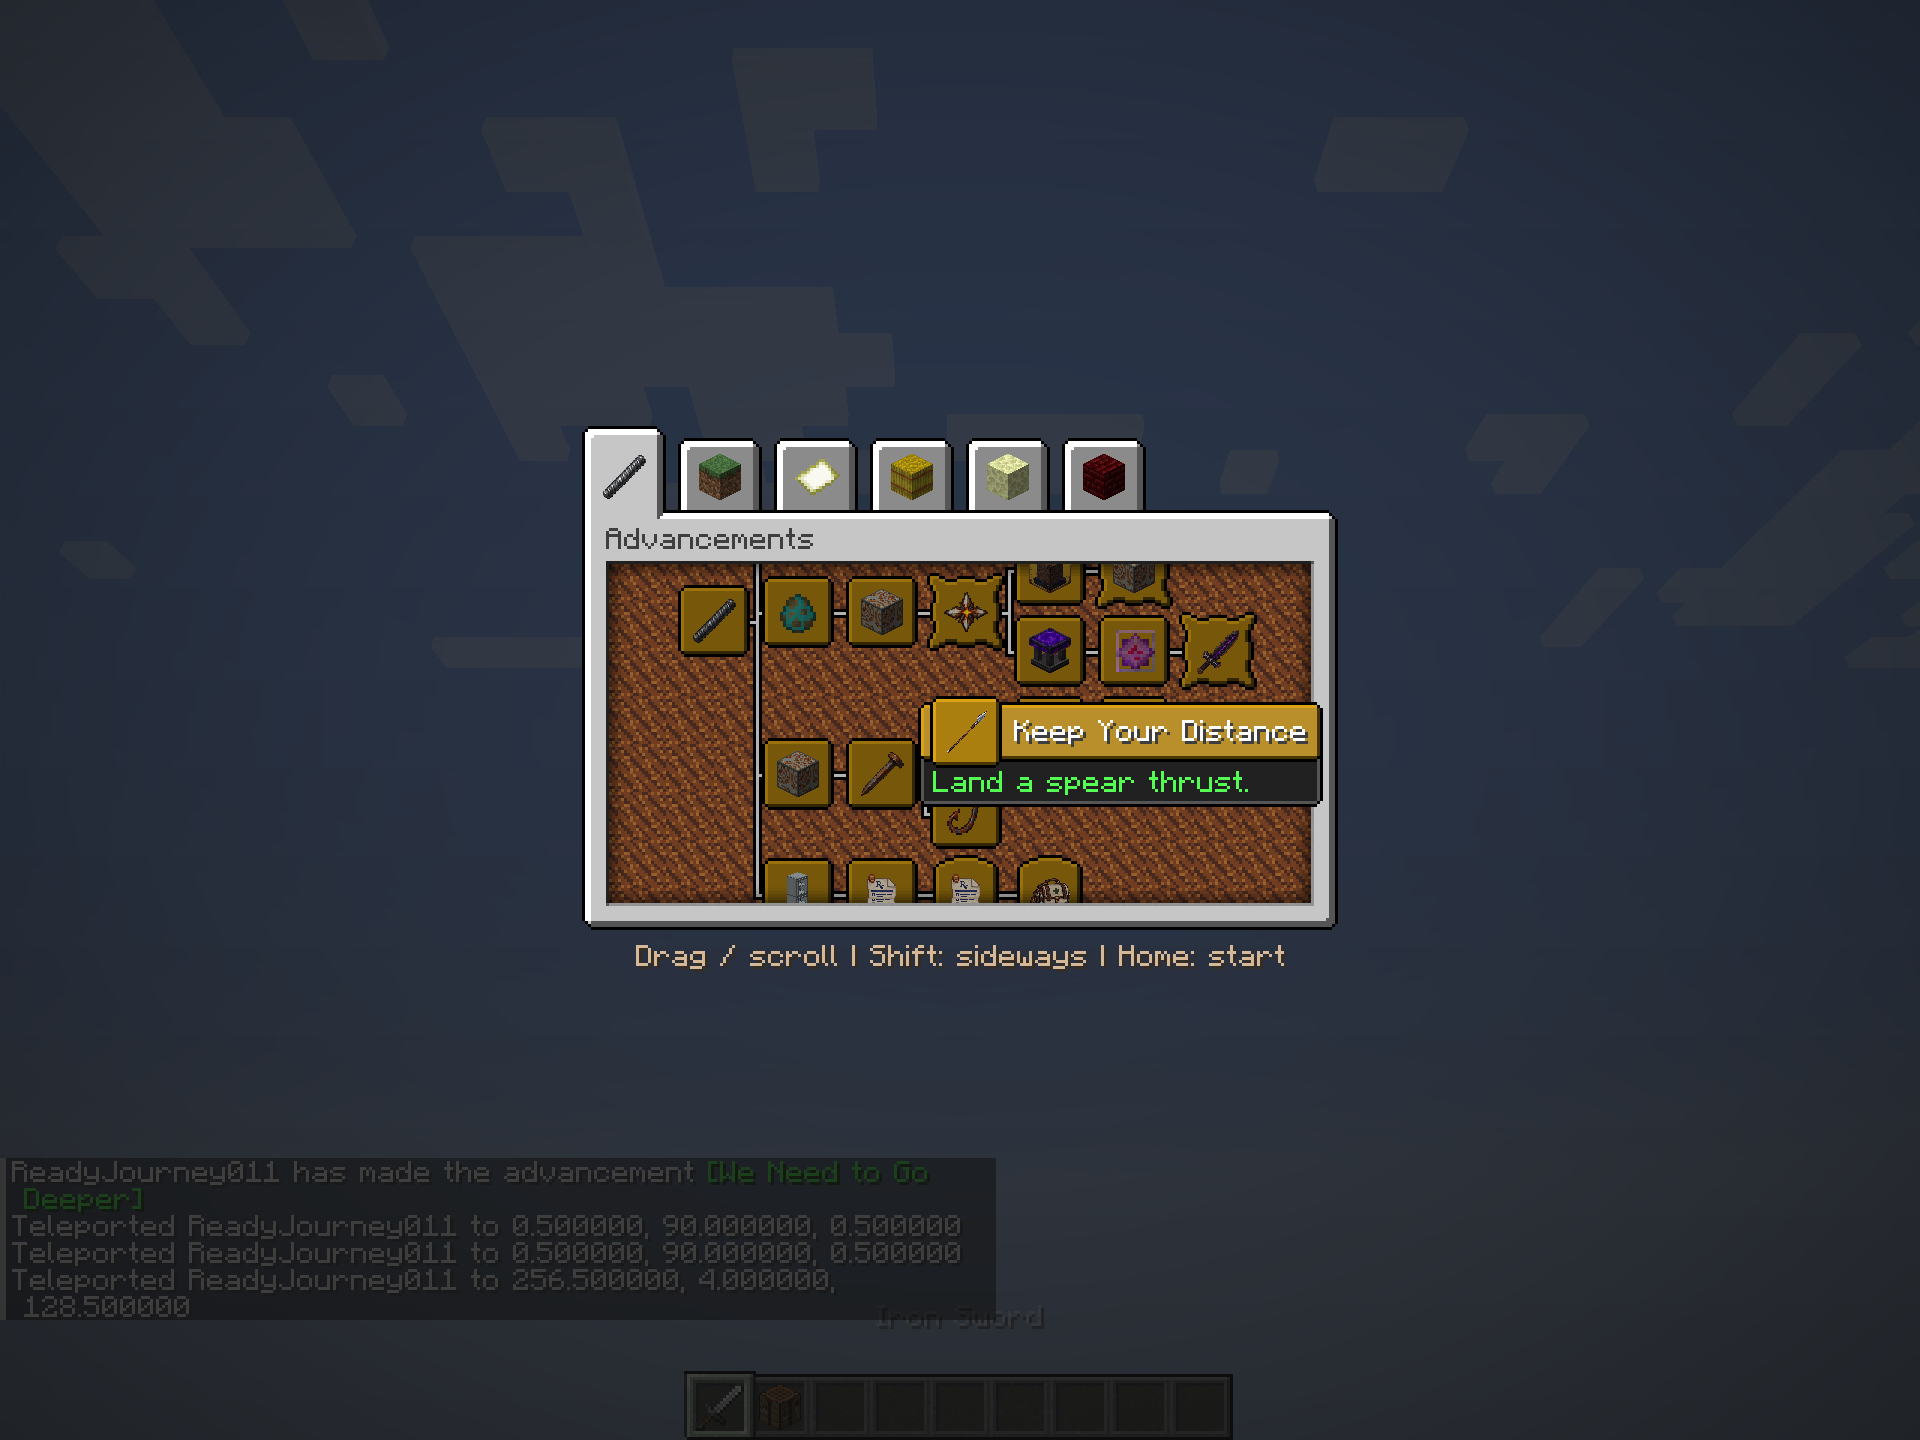 Advancements
Keep Your Distance
Land a spear thrust.
Drag / scroll | Shift: sideways | Home: start
ReadyJourney011 has made the advancement [We Need to Go
Deeper]
Teleported ReadyJourney011 to 0.500000, 90.000000, 0.500000
Teleported ReadyJourney011 to 0.500000, 90.000000, 0.500000
Teleported ReadyJourney011 to 256.500000, 4.000000,
128.500000
Iron Sword